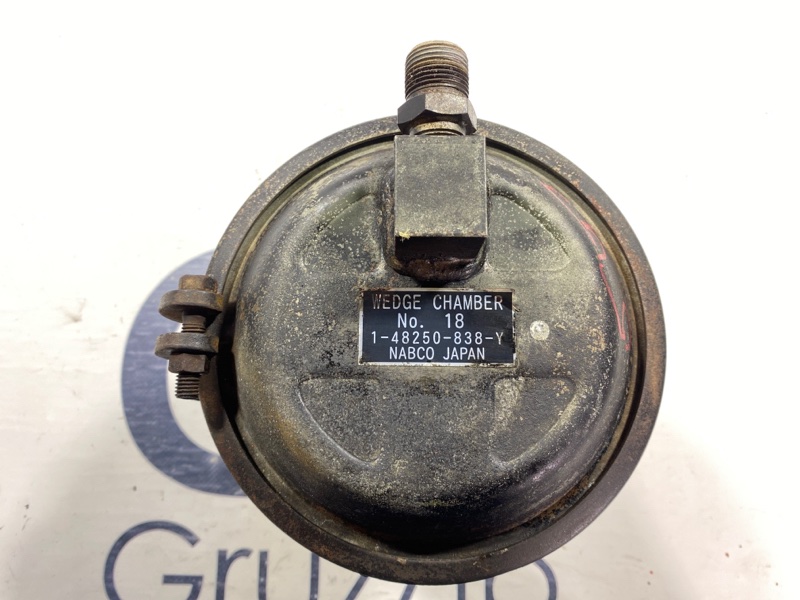 WEDGE CHAMBER
No. 18
1-48250-838-Y
NABCO JAPAN